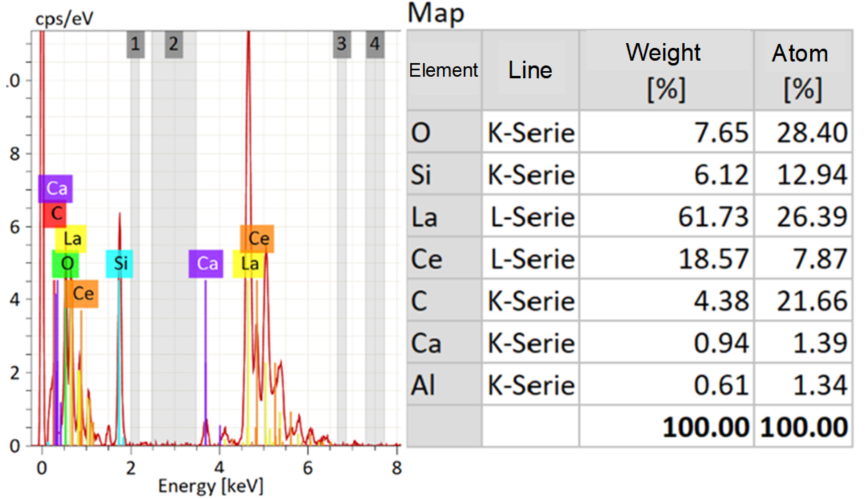 cps/eV
1 2 3 4
.0
8
6
4
2
0
Ca
C
La
O
Ce
Si
Ca
Ce
La
0 2 4 6 8
Energy [keV]
Map
Element Line Weight [%] Atom [%]
O K-Serie 7.65 28.40
Si K-Serie 6.12 12.94
La L-Serie 61.73 26.39
Ce L-Serie 18.57 7.87
C K-Serie 4.38 21.66
Ca K-Serie 0.94 1.39
Al K-Serie 0.61 1.34
100.00 100.00